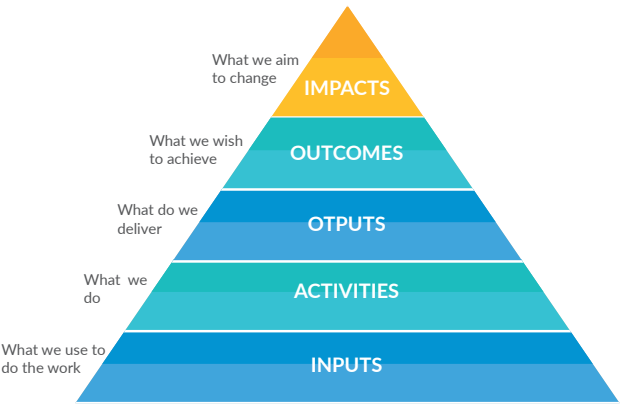 What we aim
to change
IMPACTS
What we wish
to achieve
OUTCOMES
What do we
deliver
OTPUTS
What we
do
ACTIVITIES
What we use to
do the work
INPUTS